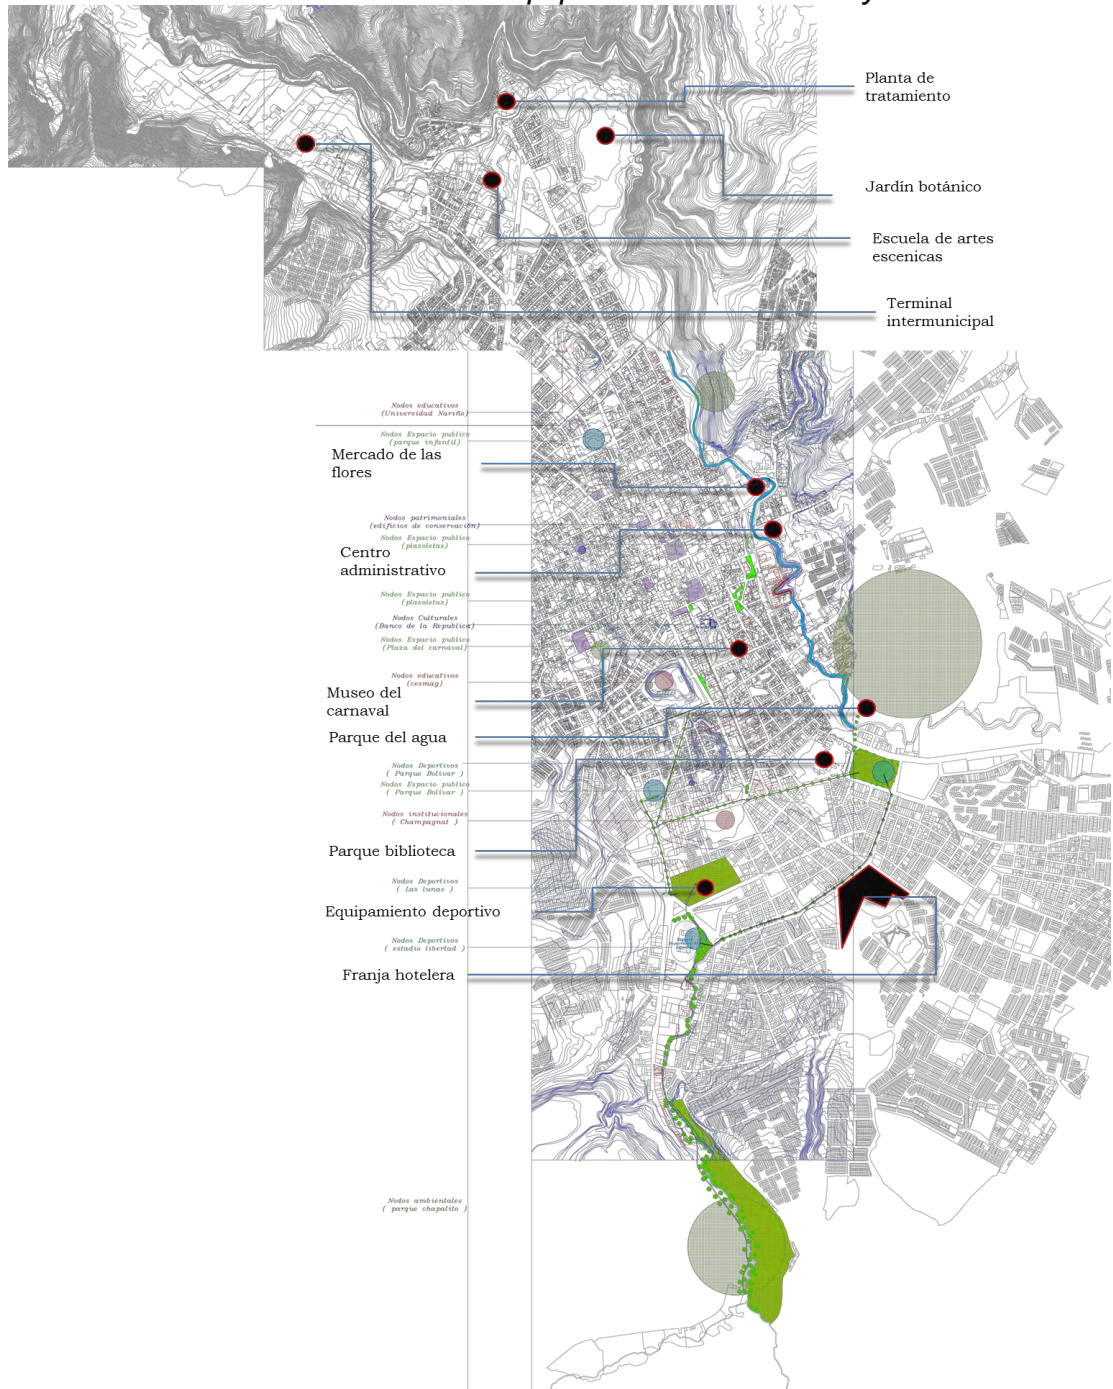 Planta de
tratamiento
Jardín botánico
Escuela de artes
escenicas
Terminal
intermunicipal
Nodos educativos
(Universidad Nariño)
Nodos Espacio publico
(parque infantil)
Mercado de las
flores
Nodos patrimoniales
(edificios de conservación)
Nodos Espacio publico
(plazoletas)
Centro
administrativo
Nodos Espacio publico
(plazoletas)
Nodos Culturales
(Banco de la Republica)
Nodos Espacio publico
(Plaza del carnaval)
Nodos educativos
(cesmag)
Museo del
carnaval
Parque del agua
Nodos Deportivos
( Parque Bolivar )
Nodos Espacio publico
( Parque Bolivar )
Nodos institucionales
( Champagnat )
Parque biblioteca
Nodos Deportivos
( Las lunas )
Equipamiento deportivo
Nodos Deportivos
( estadio libertad )
Franja hotelera
Nodos ambientales
( parque chapalito )